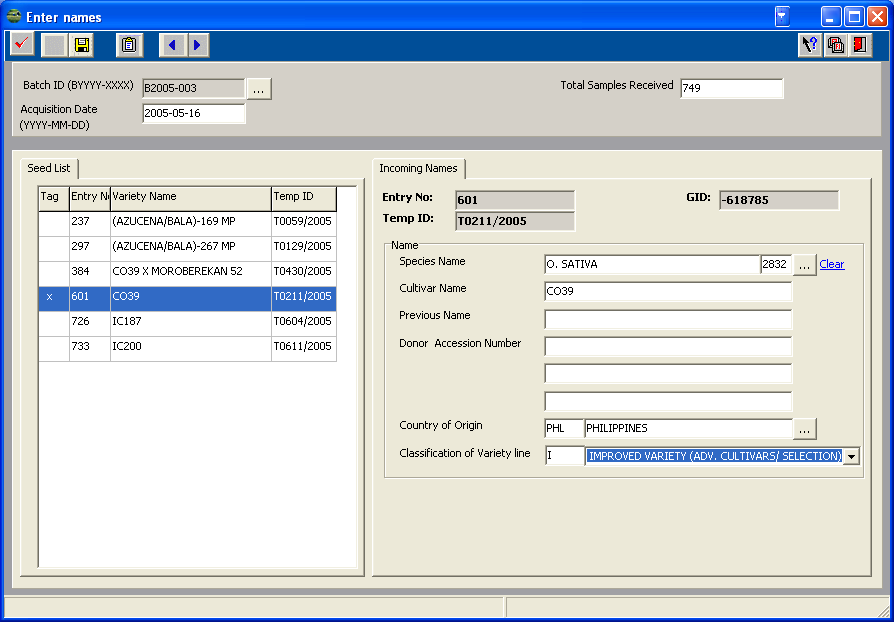 Enter names
Batch ID (BYYYY-XXXX) B2005-003 ... Total Samples Received 749
Acquisition Date 2005-05-16
(YYYY-MM-DD)
Seed List
Tag Entry N Variety Name Temp ID
237 (AZUCENA/BALA)-169 MP T0059/2005
297 (AZUCENA/BALA)-267 MP T0129/2005
384 CO39 X MOROBEREKAN 52 T0430/2005
x 601 CO39 T0211/2005
726 IC187 T0604/2005
733 IC200 T0611/2005
Incoming Names
Entry No: 601 GID: -618785
Temp ID: T0211/2005
Name
Species Name O. SATIVA 2832 ... Clear
Cultivar Name CO39
Previous Name
Donor Accession Number
Country of Origin PHL PHILIPPINES ...
Classification of Variety line I IMPROVED VARIETY (ADV. CULTIVARS/ SELECTION)